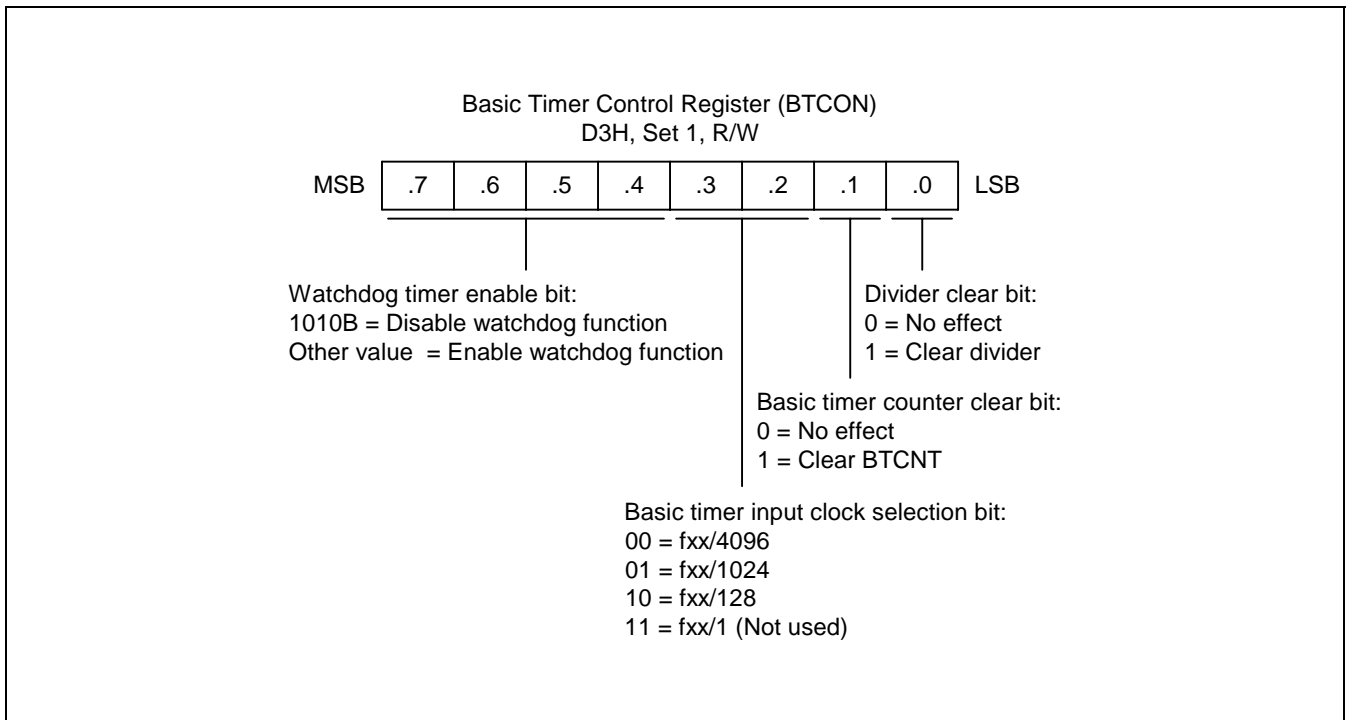 Basic Timer Control Register (BTCON)
D3H, Set 1, R/W
MSB .7 .6 .5 .4 .3 .2 .1 .0 LSB
Watchdog timer enable bit:
1010B = Disable watchdog function
Other value = Enable watchdog function
Divider clear bit:
0 = No effect
1 = Clear divider
Basic timer counter clear bit:
0 = No effect
1 = Clear BTCNT
Basic timer input clock selection bit:
00 = fxx/4096
01 = fxx/1024
10 = fxx/128
11 = fxx/1 (Not used)